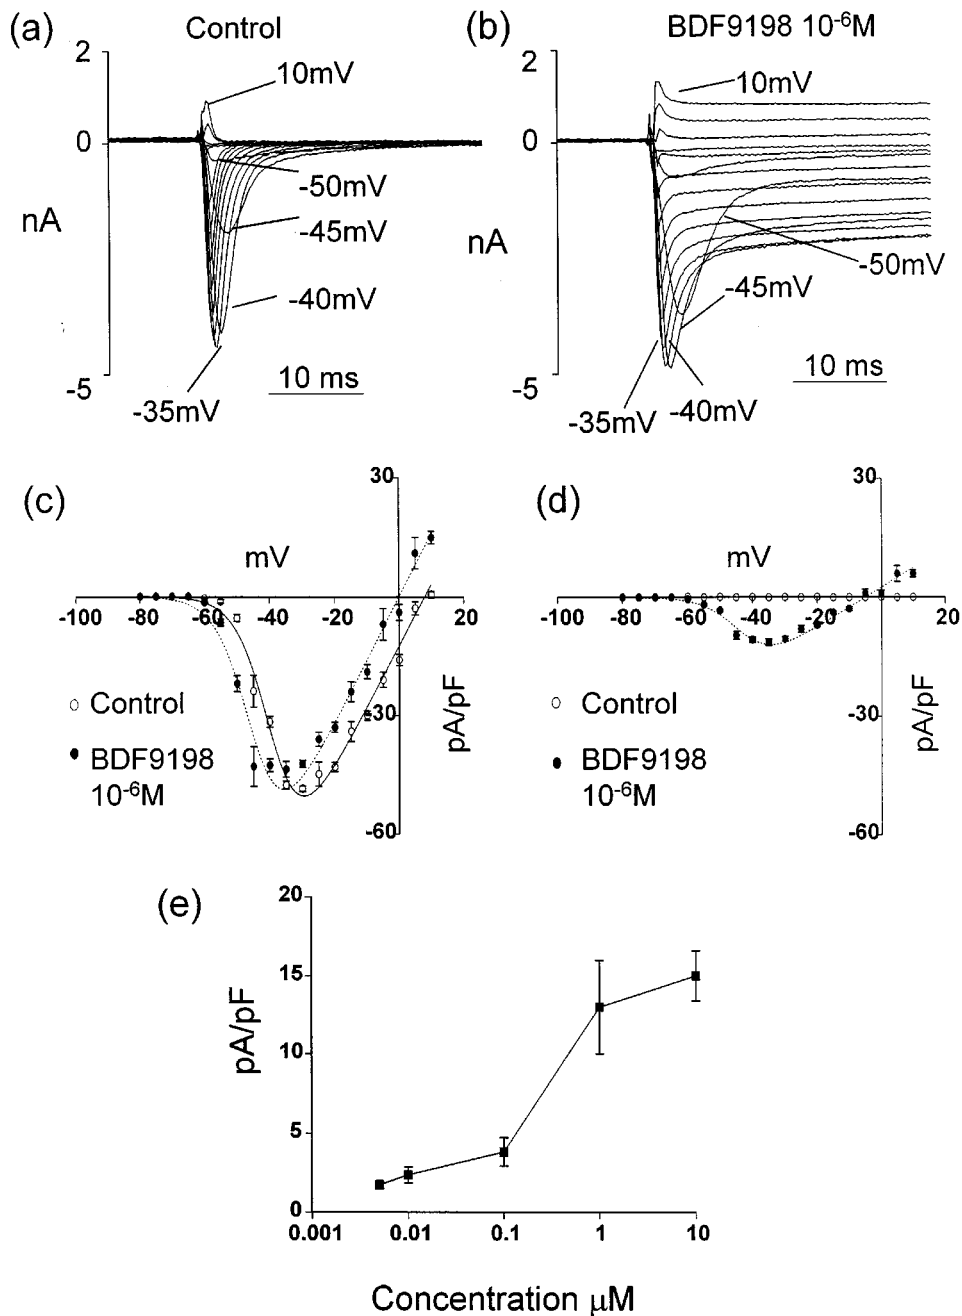 (a) Control
2
10mV
0
-50mV
nA
-45mV
-40mV
-5
10 ms
-35mV
(b) BDF9198 10⁻⁶M
2
10mV
0
nA
-50mV
-45mV
-5
10 ms
-35mV
-40mV
(c)
30
mV
-100 -80 -60 -40 -20 20
Control
-30
pA/pF
BDF9198
10⁻⁶M
-60
(d)
30
mV
-100 -80 -60 -40 -20 20
Control
-30
pA/pF
BDF9198
10⁻⁶M
-60
(e)
20
15
pA/pF
10
5
0
0.001 0.01 0.1 1 10
Concentration μM